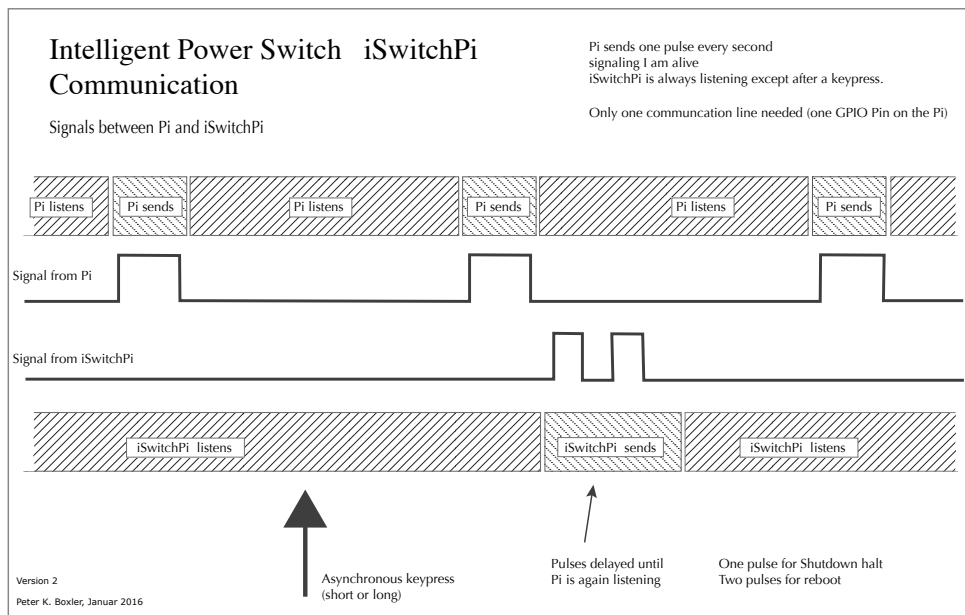 Intelligent Power Switch iSwitchPi
Communication
Signals between Pi and iSwitchPi
Pi sends one pulse every second
signaling I am alive
iSwitchPi is always listening except after a keypress.
Only one communcation line needed (one GPIO Pin on the Pi)
Pi listens
Pi sends
Pi listens
Pi sends
Pi listens
Pi sends
Signal from Pi
Signal from iSwitchPi
iSwitchPi listens
iSwitchPi sends
iSwitchPi listens
Asynchronous keypress
(short or long)
Pulses delayed until
Pi is again listening
One pulse for Shutdown halt
Two pulses for reboot
Version 2
Peter K. Boxler, Januar 2016